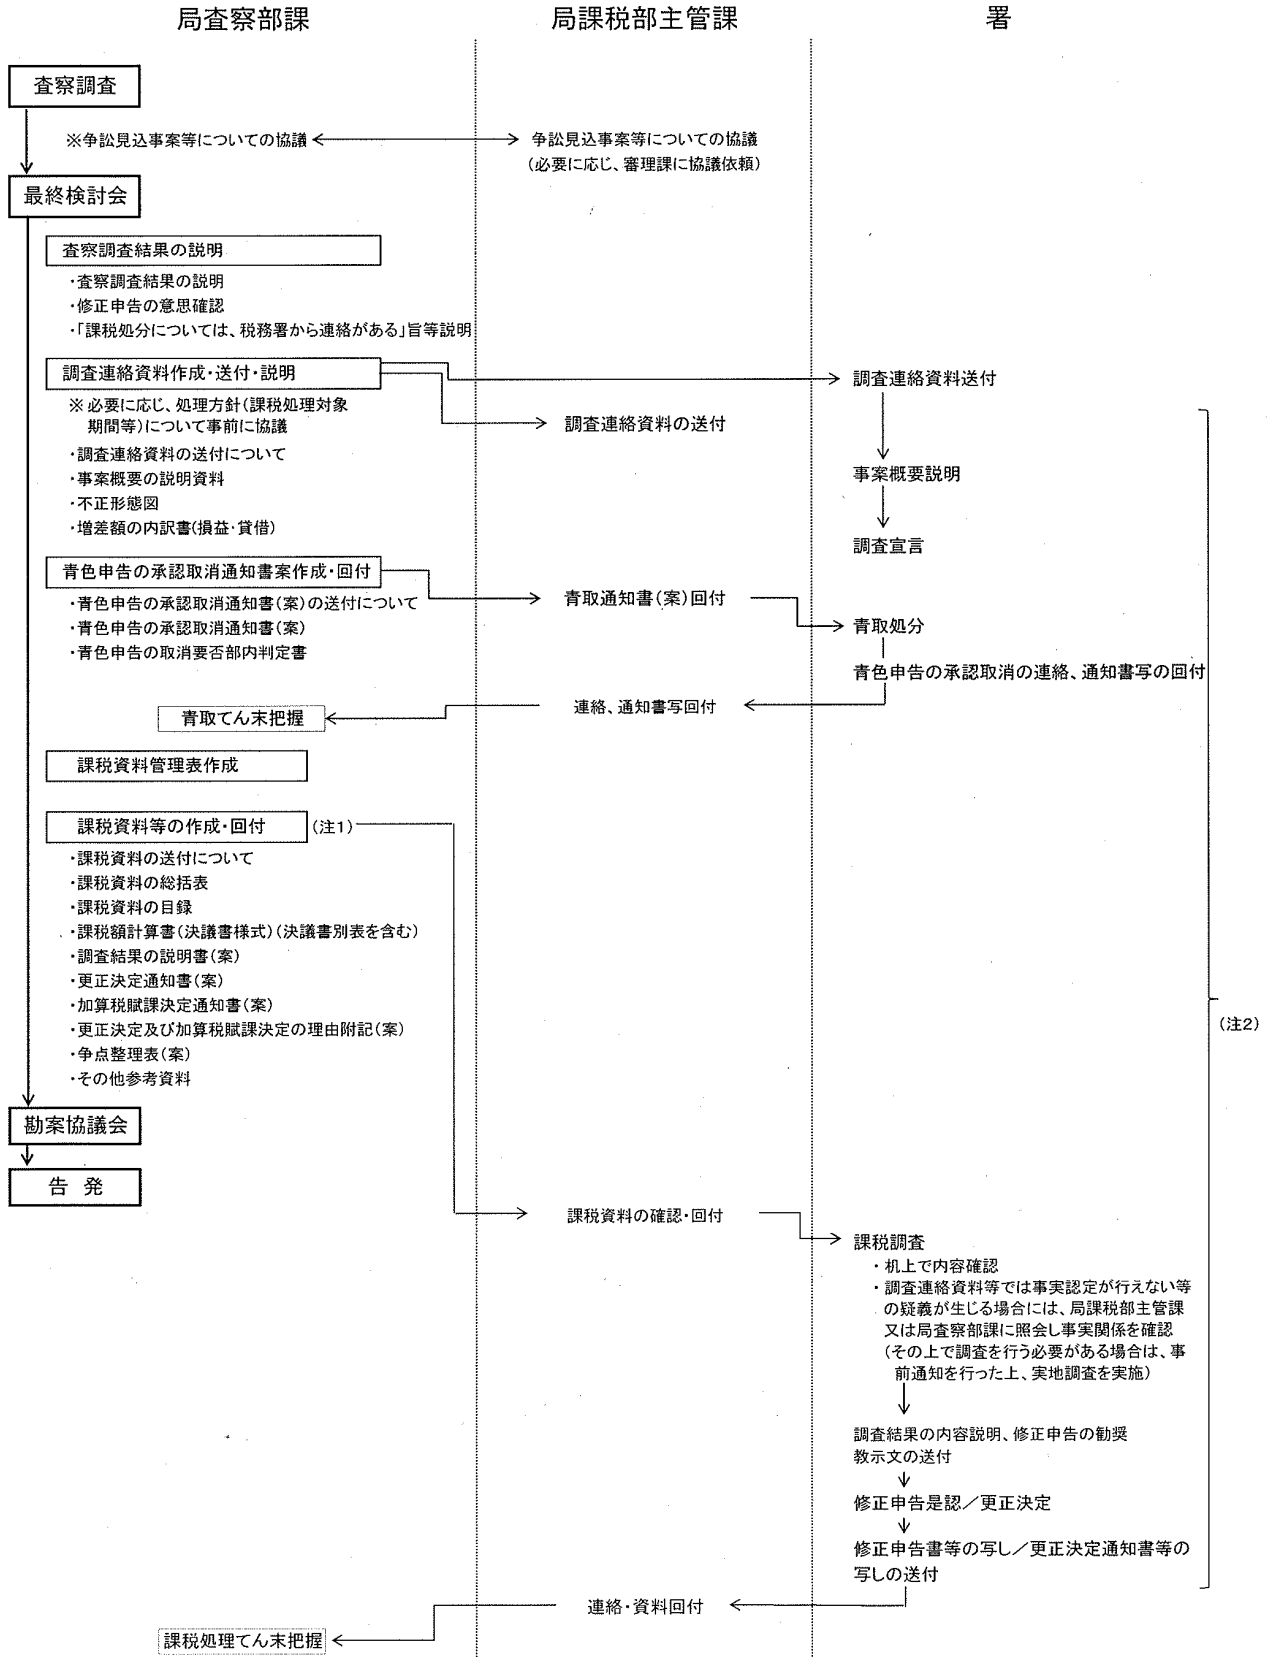 局査察部課
局課税部主管課
署
査察調査
※争訟見込事案等についての協議
争訟見込事案等についての協議
(必要に応じ、審理課に協議依頼)
最終検討会
査察調査結果の説明
・査察調査結果の説明
・修正申告の意思確認
・「課税処分については、税務署から連絡がある」旨等説明
調査連絡資料作成・送付・説明
調査連絡資料送付
※ 必要に応じ、処理方針(課税処理対象
期間等)について事前に協議
調査連絡資料の送付
・調査連絡資料の送付について
・事案概要の説明資料
・不正形態図
・増差額の内訳書(損益・貸借)
事案概要説明
調査宣言
青色申告の承認取消通知書案作成・回付
・青色申告の承認取消通知書(案)の送付について
・青色申告の承認取消通知書(案)
・青色申告の取消要否部内判定書
青取通知書(案)回付
青取処分
青色申告の承認取消の連絡、通知書写の回付
連絡、通知書写回付
青取てん末把握
課税資料管理表作成
課税資料等の作成・回付
(注1)
・課税資料の送付について
・課税資料の総括表
・課税資料の目録
・課税額計算書(決議書様式)(決議書別表を含む)
・調査結果の説明書(案)
・更正決定通知書(案)
・加算税賦課決定通知書(案)
・更正決定及び加算税賦課決定の理由附記(案)
・争点整理表(案)
・その他参考資料
(注2)
勘案協議会
告 発
課税資料の確認・回付
課税調査
・ 机上で内容確認
・ 調査連絡資料等では事実認定が行えない等
の疑義が生じる場合には、局課税部主管課
又は局査察部課に照会し事実関係を確認
(その上で調査を行う必要がある場合は、事
前通知を行った上、実地調査を実施)
調査結果の内容説明、修正申告の勧奨
教示文の送付
修正申告是認／更正決定
修正申告書等の写し／更正決定通知書等の
写しの送付
連絡・資料回付
課税処理てん末把握